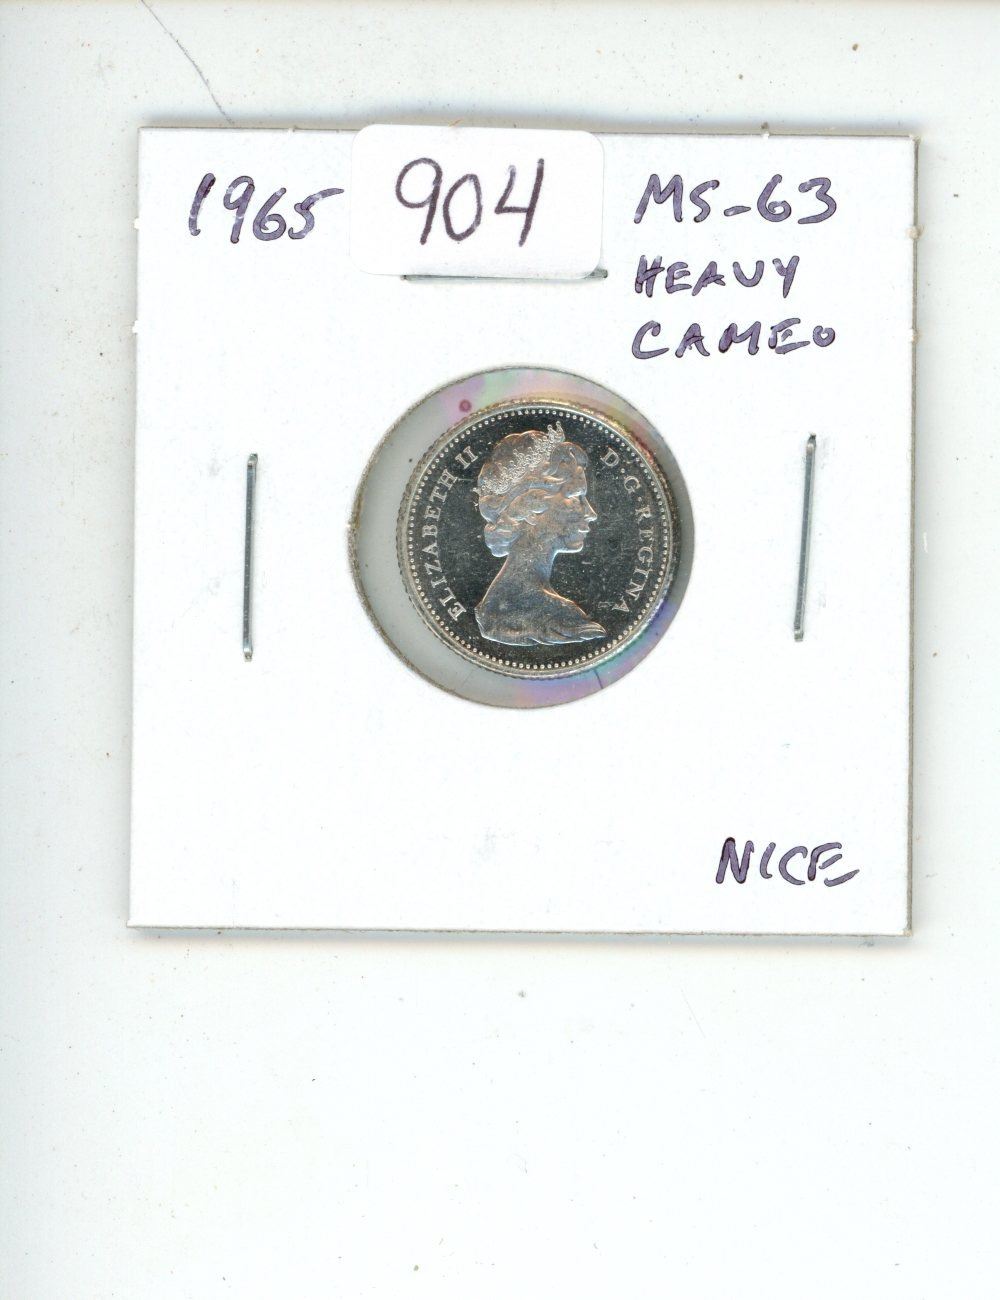 1965
904
MS-63
HEAVY
CAMEO
ELIZABETH II D·G·REGINA
NICE